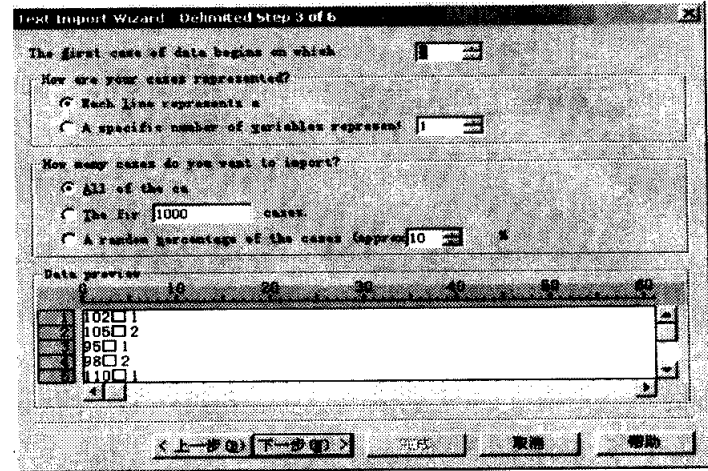 Text Import Wizard - Delimited Step 3 of 6
The first case of data begins on which
How are your cases represented?
Each line represents a
A specific number of variables represent 1
How many cases do you want to import?
All of the ca
The fir 1000 cases.
A random percentage of the cases (approx 10 %
Data preview
0 10 20 30 40 50 60
1 102□ 1
2 105□ 2
95□ 1
98□ 2
110□ 1
< 上一步(B) 下一步(N) > 完成 取消 帮助